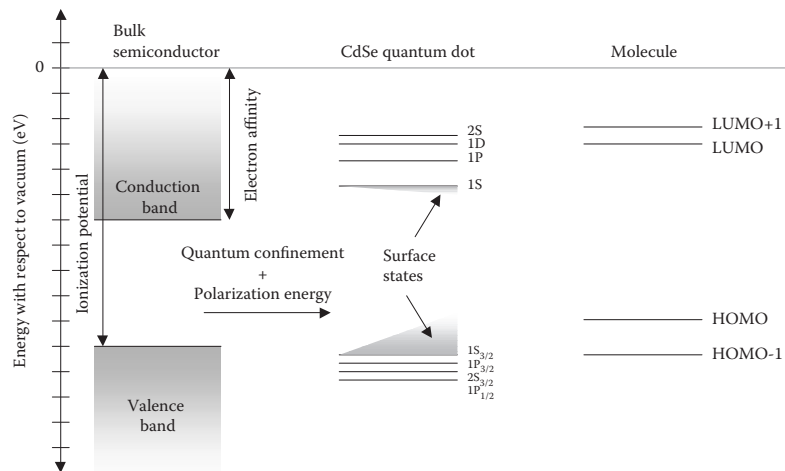 Bulk
semiconductor
CdSe quantum dot
Molecule
0
Energy with respect to vacuum (eV)
Ionization potential
Electron affinity
Conduction
band
Valence
band
Quantum confinement
+
Polarization energy
2S
1D
1P
1S
Surface
states
1S3/2
1P3/2
2S3/2
1P1/2
LUMO+1
LUMO
HOMO
HOMO-1